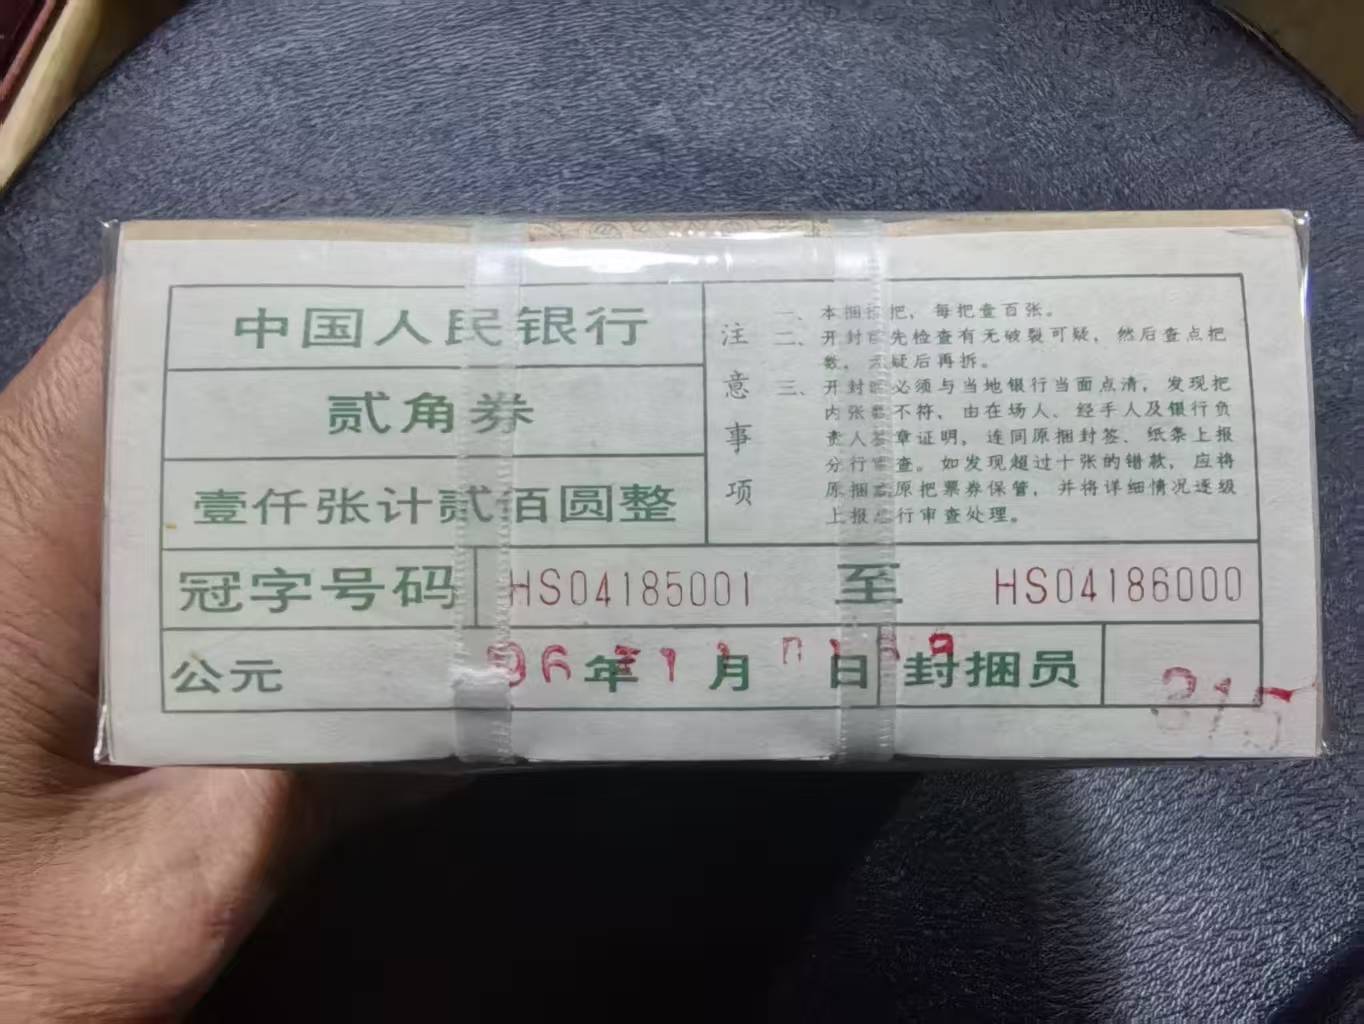 中国人民银行
贰角券
壹仟张计贰佰圆整
注意事项
一、本捆拾把，每把壹百张。
二、开封前先检查有无破裂可疑，然后查点把
数，无疑后再拆。
三、开封时必须与当地银行当面点清，发现把
内张数不符，由在场人、经手人及银行负
责人签章证明，连同原捆封签、纸条上报
分行审查。如发现超过十张的错款，应将
原捆 原把票券保管，并将详细情况逐级
上报总行审查处理。
冠字号码 HS04185001 至 HS04186000
公元 96 年 11 月 日 封捆员 315